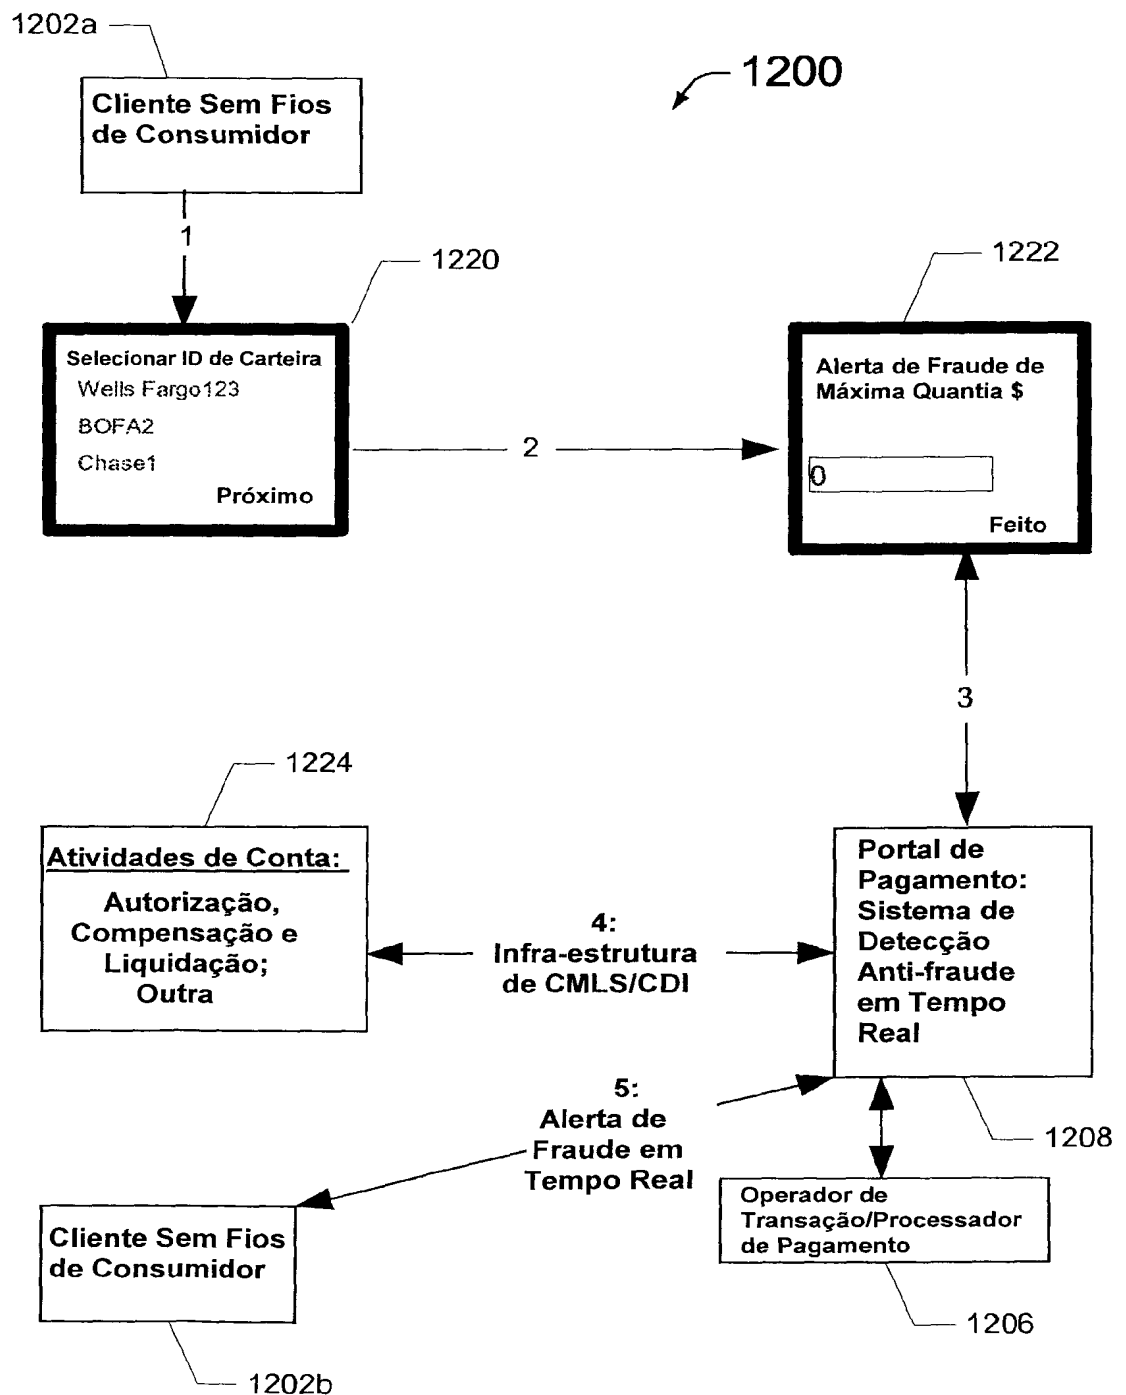 1202a
1200
Cliente Sem Fios
de Consumidor
1
1220
1222
Selecionar ID de Carteira
Wells Fargo123
BOFA2
Chase1
Próximo
2
Alerta de Fraude de
Máxima Quantia $
0
Feito
3
1224
Atividades de Conta:
Autorização,
Compensação e
Liquidação;
Outra
4:
Infra-estrutura
de CMLS/CDI
Portal de
Pagamento:
Sistema de
Detecção
Anti-fraude
em Tempo
Real
5:
Alerta de
Fraude em
Tempo Real
1208
Operador de
Transação/Processador
de Pagamento
1206
Cliente Sem Fios
de Consumidor
1202b